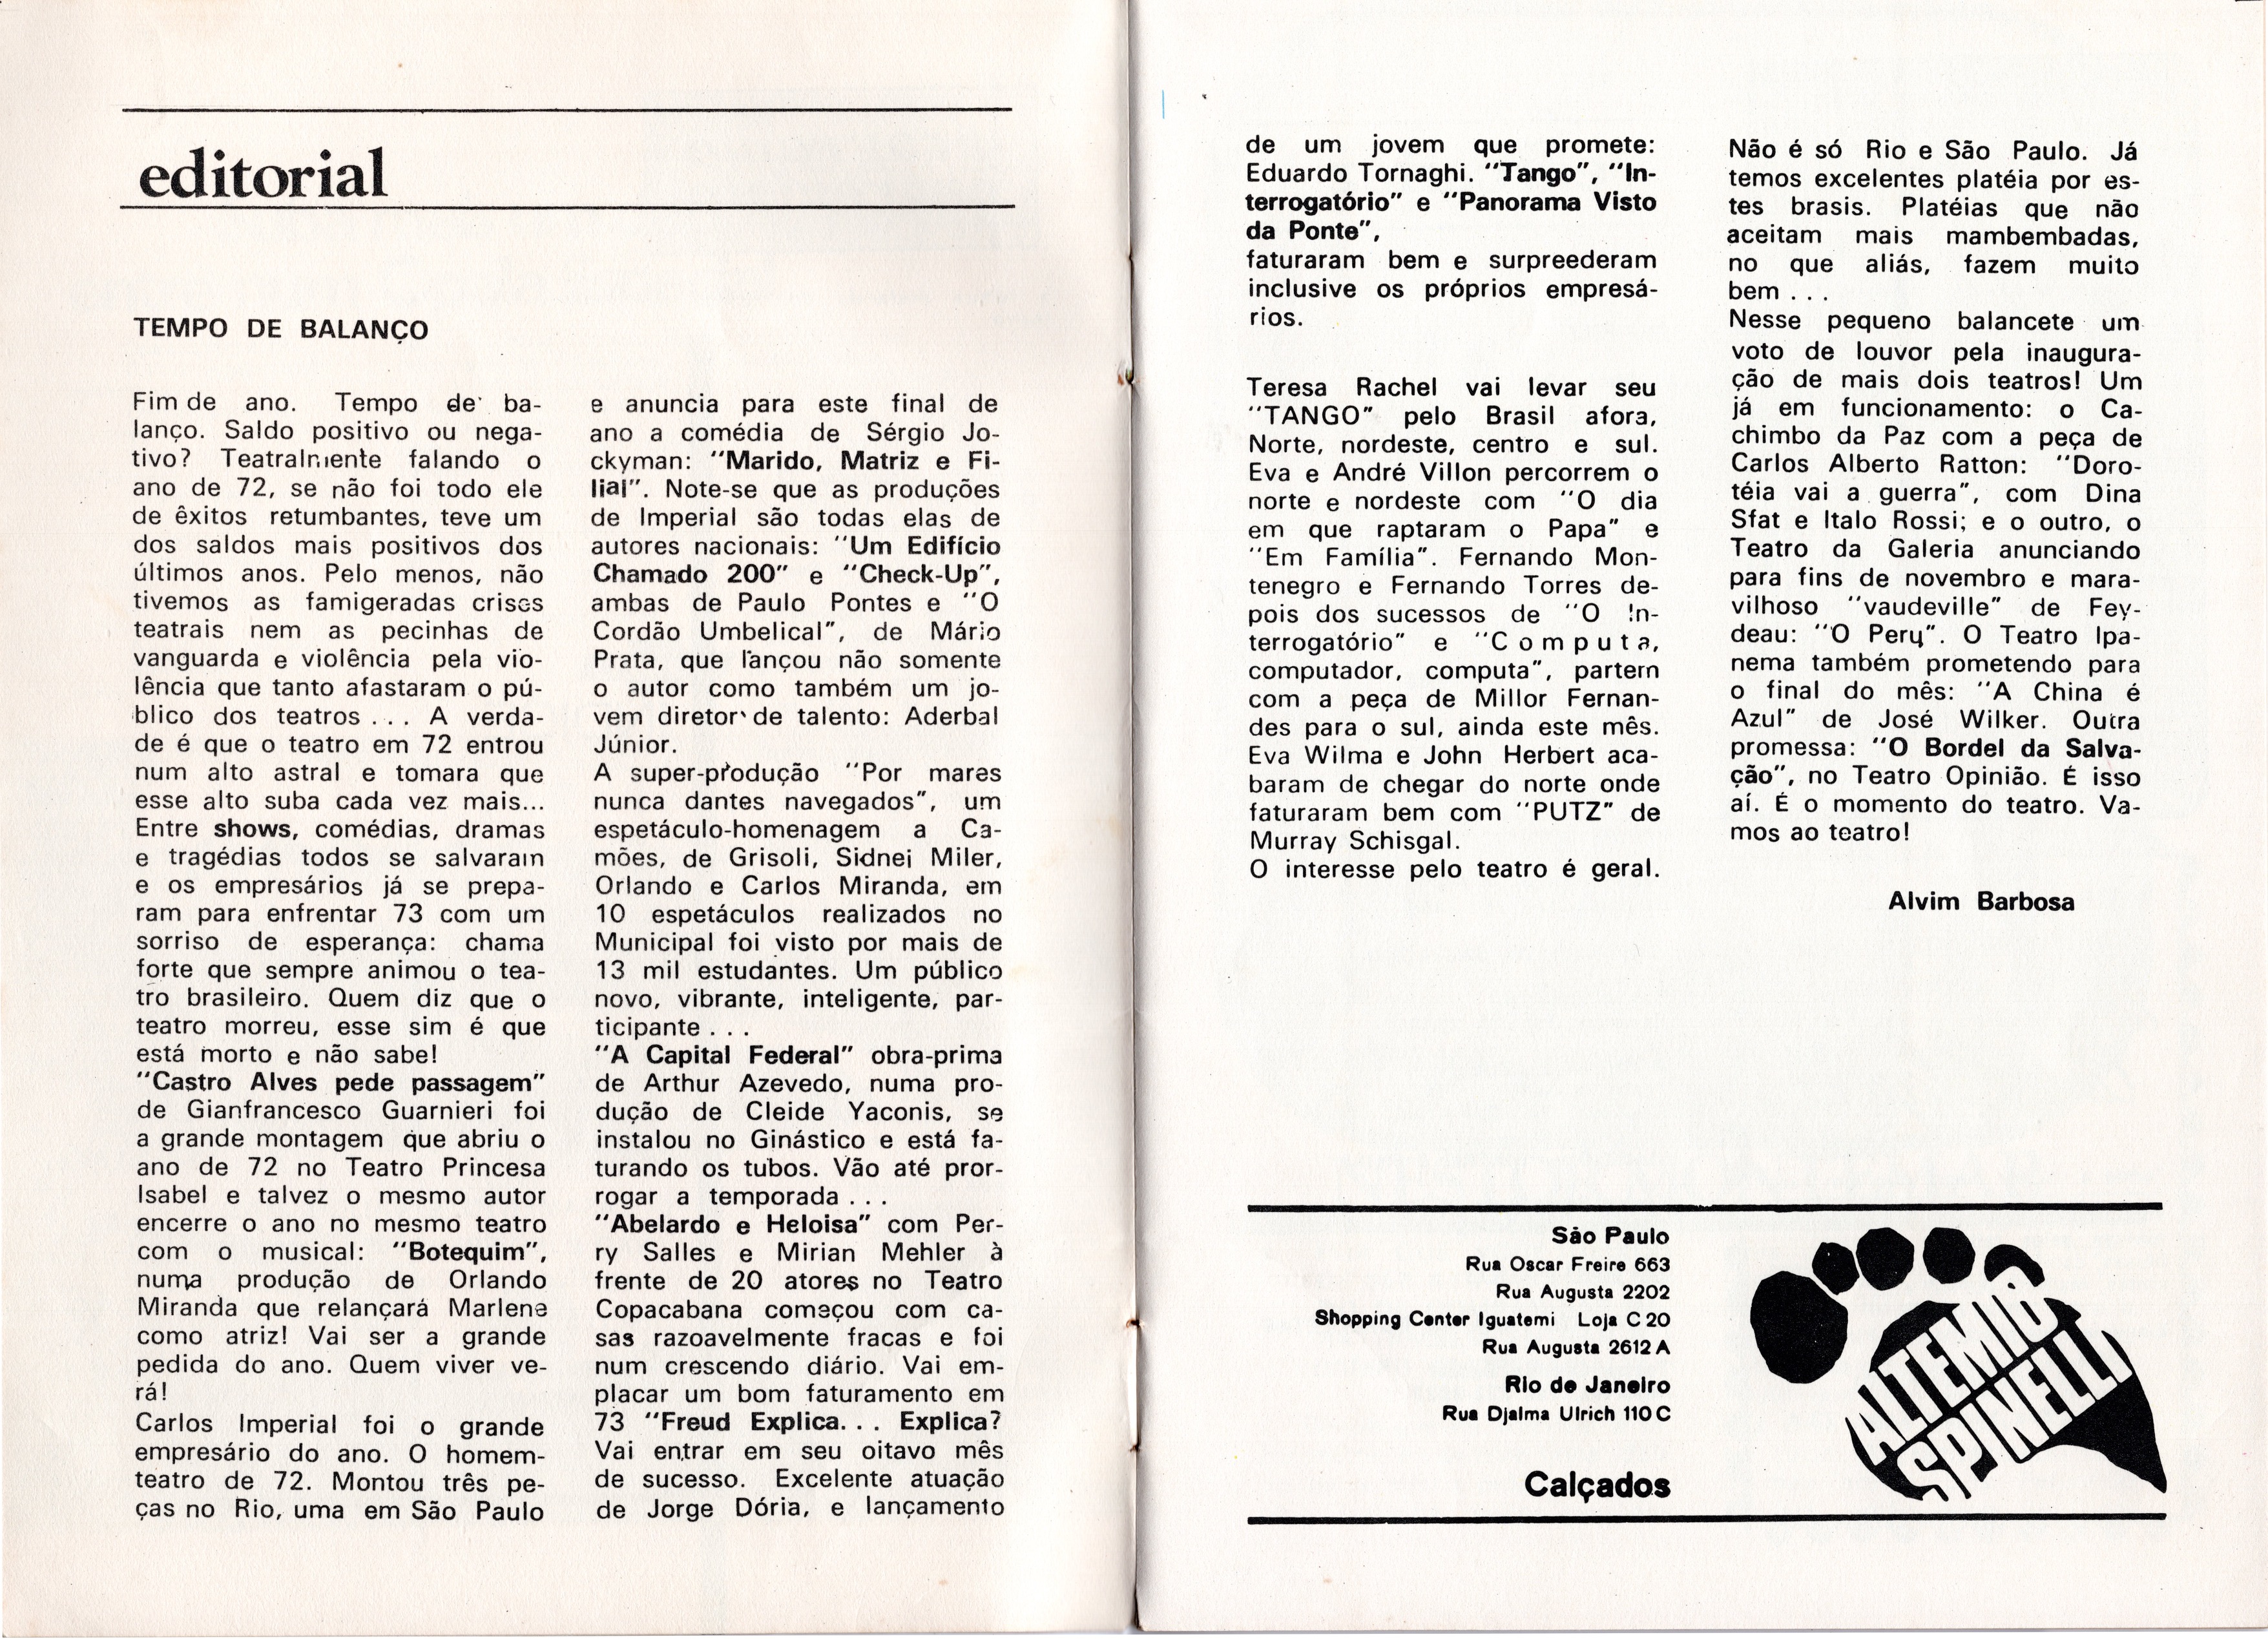 editorial
TEMPO DE BALANÇO
Fim de ano. Tempo de ba-
lanço. Saldo positivo ou nega-
tivo? Teatralmente falando o
ano de 72, se não foi todo ele
de êxitos retumbantes, teve um
dos saldos mais positivos dos
últimos anos. Pelo menos, não
tivemos as famigeradas crises
teatrais nem as pecinhas de
vanguarda e violência pela vio-
lência que tanto afastaram o pú-
blico dos teatros ... A verda-
de é que o teatro em 72 entrou
num alto astral e tomara que
esse alto suba cada vez mais...
Entre shows, comédias, dramas
e tragédias todos se salvaram
e os empresários já se prepa-
ram para enfrentar 73 com um
sorriso de esperança: chama
forte que sempre animou o tea-
tro brasileiro. Quem diz que o
teatro morreu, esse sim é que
está morto e não sabe!
"Castro Alves pede passagem"
de Gianfrancesco Guarnieri foi
a grande montagem que abriu o
ano de 72 no Teatro Princesa
Isabel e talvez o mesmo autor
encerre o ano no mesmo teatro
com o musical: "Botequim",
numa produção de Orlando
Miranda que relançará Marlene
como atriz! Vai ser a grande
pedida do ano. Quem viver ve-
rá!
Carlos Imperial foi o grande
empresário do ano. O homem-
teatro de 72. Montou três pe-
ças no Rio, uma em São Paulo
e anuncia para este final de
ano a comédia de Sérgio Jo-
ckyman: "Marido, Matriz e Fi-
lial". Note-se que as produções
de Imperial são todas elas de
autores nacionais: "Um Edifício
Chamado 200" e "Check-Up",
ambas de Paulo Pontes e "O
Cordão Umbelical", de Mário
Prata, que lançou não somente
o autor como também um jo-
vem diretor de talento: Aderbal
Júnior.
A super-produção "Por mares
nunca dantes navegados", um
espetáculo-homenagem a Ca-
mões, de Grisoli, Sidnei Miler,
Orlando e Carlos Miranda, em
10 espetáculos realizados no
Municipal foi visto por mais de
13 mil estudantes. Um público
novo, vibrante, inteligente, par-
ticipante . . .
"A Capital Federal" obra-prima
de Arthur Azevedo, numa pro-
dução de Cleide Yaconis, se
instalou no Ginástico e está fa-
turando os tubos. Vão até pror-
rogar a temporada . . .
"Abelardo e Heloisa" com Per-
ry Salles e Mirian Mehler à
frente de 20 atores no Teatro
Copacabana começou com ca-
sas razoavelmente fracas e foi
num crescendo diário. Vai em-
placar um bom faturamento em
73 "Freud Explica. . . Explica?
Vai entrar em seu oitavo mês
de sucesso. Excelente atuação
de Jorge Dória, e lançamento
de um jovem que promete:
Eduardo Tornaghi. "Tango", "In-
terrogatório" e "Panorama Visto
da Ponte",
faturaram bem e surpreederam
inclusive os próprios empresá-
rios.
Teresa Rachel vai levar seu
"TANGO" pelo Brasil afora,
Norte, nordeste, centro e sul.
Eva e André Villon percorrem o
norte e nordeste com "O dia
em que raptaram o Papa" e
"Em Família". Fernando Mon-
tenegro e Fernando Torres de-
pois dos sucessos de "O In-
terrogatório" e "Computa,
computador, computa", partem
com a peça de Millor Fernan-
des para o sul, ainda este mês.
Eva Wilma e John Herbert aca-
baram de chegar do norte onde
faturaram bem com "PUTZ" de
Murray Schisgal.
O interesse pelo teatro é geral.
Não é só Rio e São Paulo. Já
temos excelentes platéia por es-
tes brasis. Platéias que não
aceitam mais mambembadas,
no que aliás, fazem muito
bem . . .
Nesse pequeno balancete um
voto de louvor pela inaugura-
ção de mais dois teatros! Um
já em funcionamento: o Ca-
chimbo da Paz com a peça de
Carlos Alberto Ratton: "Doro-
téia vai a guerra", com Dina
Sfat e Italo Rossi; e o outro, o
Teatro da Galeria anunciando
para fins de novembro e mara-
vilhoso "vaudeville" de Fey-
deau: "O Peru". O Teatro Ipa-
nema também prometendo para
o final do mês: "A China é
Azul" de José Wilker. Outra
promessa: "O Bordel da Salva-
ção", no Teatro Opinião. É isso
aí. É o momento do teatro. Va-
mos ao teatro!
Alvim Barbosa
São Paulo
Rua Oscar Freire 663
Rua Augusta 2202
Shopping Center Iguatemi Loja C 20
Rua Augusta 2612 A
Rio de Janeiro
Rua Djalma Ulrich 110 C
Calçados
ALTEMIO
SPINELLI